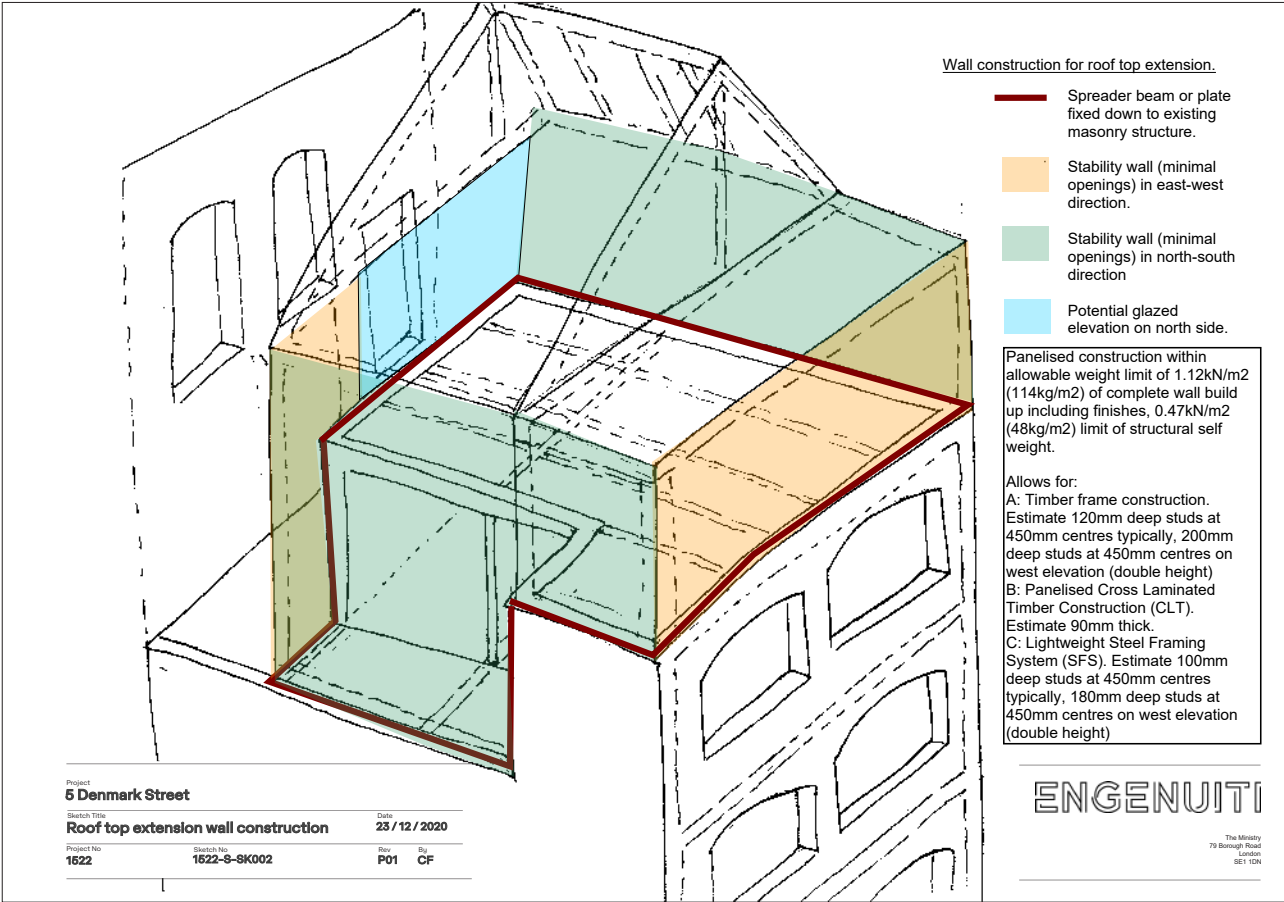 Wall construction for roof top extension.
Spreader beam or plate
fixed down to existing
masonry structure.
Stability wall (minimal
openings) in east-west
direction.
Stability wall (minimal
openings) in north-south
direction
Potential glazed
elevation on north side.
Panelised construction within
allowable weight limit of 1.12kN/m2
(114kg/m2) of complete wall build
up including finishes, 0.47kN/m2
(48kg/m2) limit of structural self
weight.
Allows for:
A: Timber frame construction.
Estimate 120mm deep studs at
450mm centres typically, 200mm
deep studs at 450mm centres on
west elevation (double height)
B: Panelised Cross Laminated
Timber Construction (CLT).
Estimate 90mm thick.
C: Lightweight Steel Framing
System (SFS). Estimate 100mm
deep studs at 450mm centres
typically, 180mm deep studs at
450mm centres on west elevation
(double height)
Project
5 Denmark Street
Sketch Title
Roof top extension wall construction
Date
23 / 12 / 2020
Project No
1522
Sketch No
1522-S-SK002
Rev
P01
By
CF
ENGENUITI
The Ministry
79 Borough Road
London
SE1 1DN